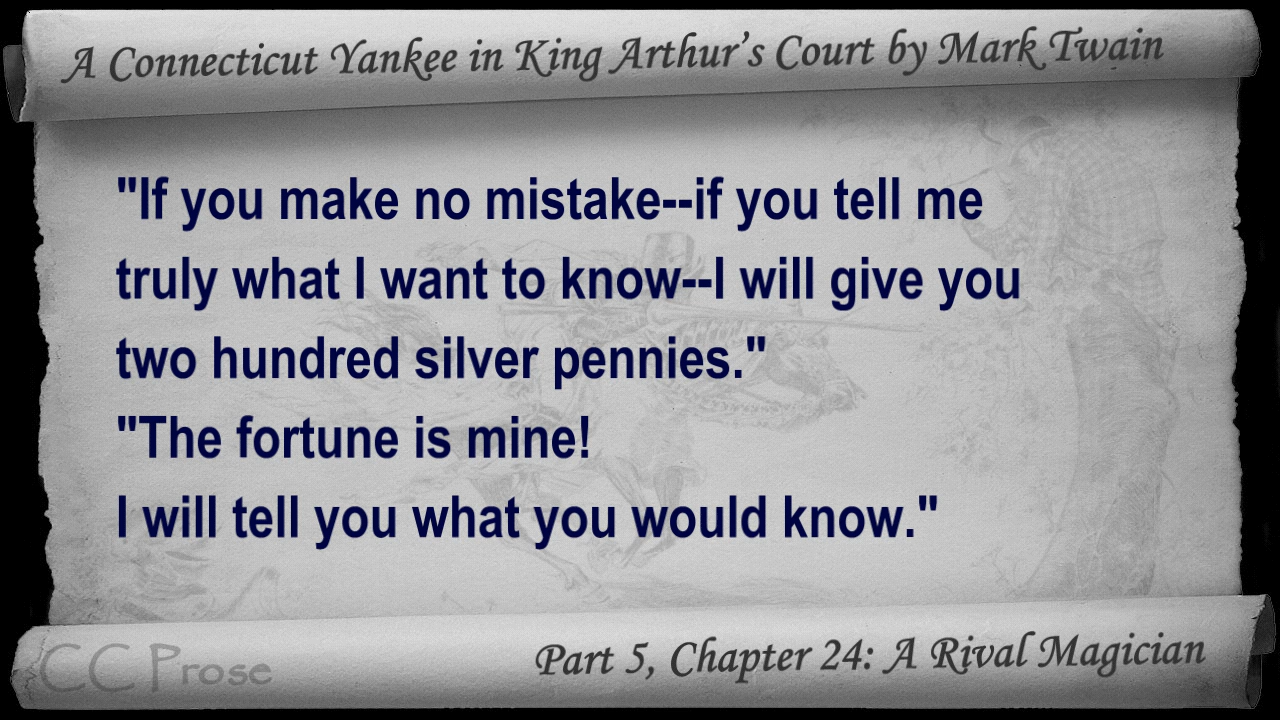 A Connecticut Yankee in King Arthur's Court by Mark Twain
"If you make no mistake--if you tell me
truly what I want to know--I will give you
two hundred silver pennies."
"The fortune is mine!
I will tell you what you would know."
CC Prose
Part 5, Chapter 24: A Rival Magician